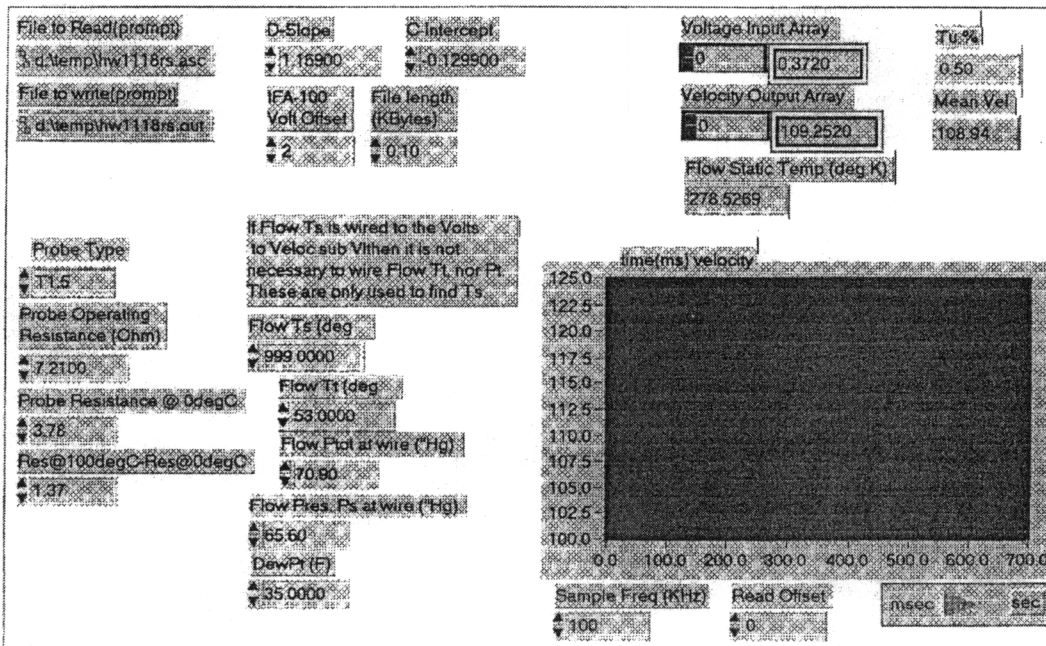 File to Read(prompt)
d:\temp\hw1118rs.asc
File to write(prompt)
d:\temp\hw1118rs.out
D-Slope
1.15900
C-Intercept
-0.129900
IFA-100
Volt Offset
2
File length
(KBytes)
0.10
Voltage Input Array
0
0.3720
Velocity Output Array
0
109.2520
Flow Static Temp (deg K)
278.5269
Tu.%
0.50
Mean Vel
108.94
Probe Type
T1.5
Probe Operating
Resistance (Ohm)
7.2100
Probe Resistance @ 0degC.
3.78
Res@100degC-Res@0degC
1.37
If Flow Ts is wired to the Volts
to Veloc sub VI then it is not
necessary to wire Flow Tt, nor Pt.
These are only used to find Ts.
Flow Ts (deg
999.0000
Flow Tt (deg
53.0000
Flow Ptot at wire ("Hg)
70.90
Flow Pres. Ps at wire ("Hg)
65.60
DewPt (F)
35.0000
time(ms) velocity
125.0
122.5
120.0
117.5
115.0
112.5
110.0
107.5
105.0
102.5
100.0
0.0 100.0 200.0 300.0 400.0 500.0 600.0 700.0
Sample Freq (KHz)
100
Read Offset
0
msec
sec